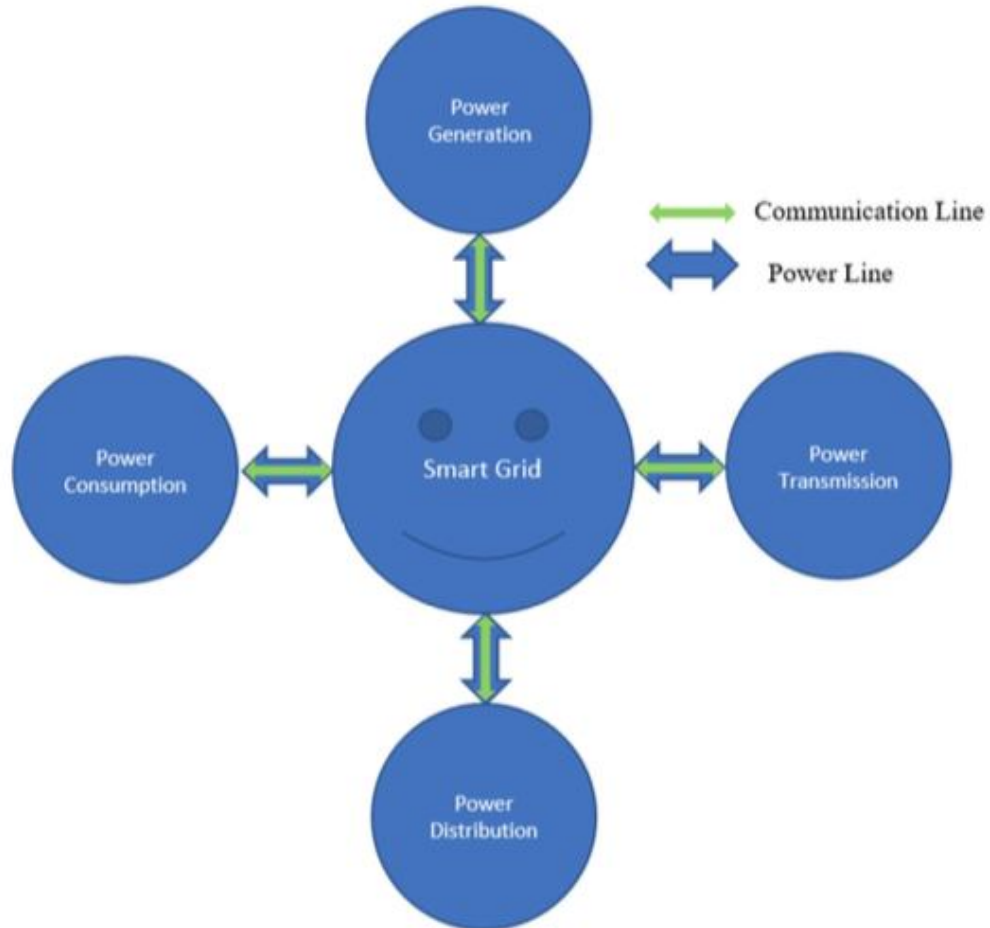 Power
Generation
Communication Line
Power Line
Power
Consumption
Smart Grid
Power
Transmission
Power
Distribution